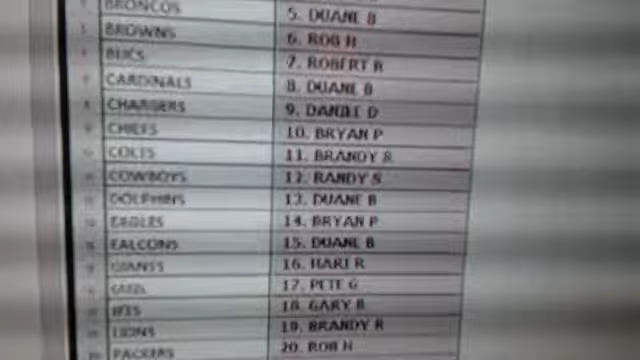 BRONCOS 5. DUANE B
BROWNS 6. ROB H
BUCS 7. ROBERT R
CARDINALS 8. DUANE B
CHARGERS 9. DANIEL D
CHIEFS 10. BRYAN P
COLTS 11. BRANDY R
COWBOYS 12. RANDY S
DOLPHINS 13. DUANE B
EAGLES 14. BRYAN P
FALCONS 15. DUANE B
GIANTS 16. R
17. PETE G
JETS 18. GARY B
LIONS 19. BRANDY R
PACKERS 20. ROB H